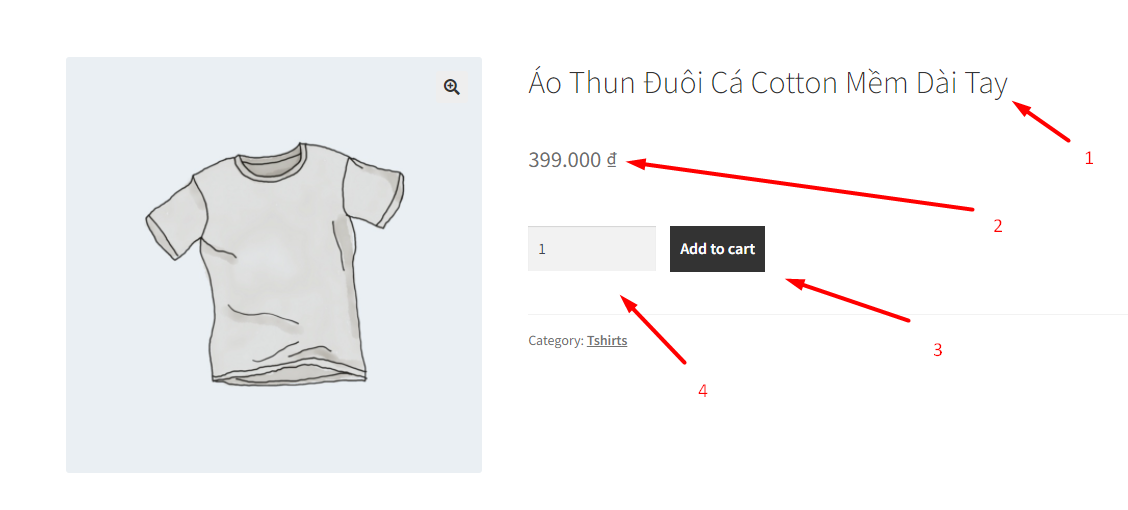 Áo Thun Đuôi Cá Cotton Mềm Dài Tay
1
399.000 ₫
2
1 Add to cart
3
Category: Tshirts
4